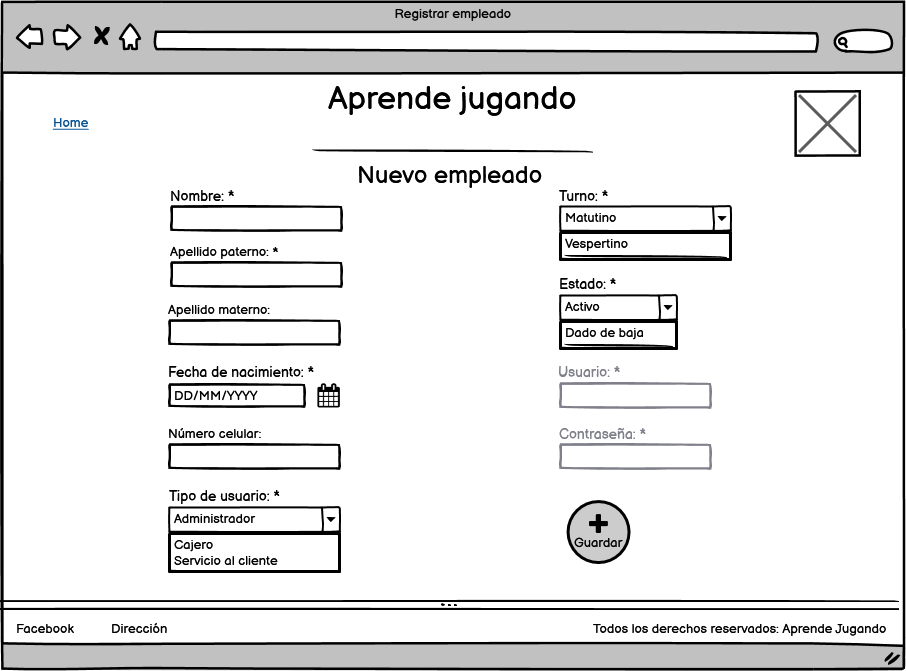 Registrar empleado
Home
Aprende jugando
Nuevo empleado
Nombre: *
Apellido paterno: *
Apellido materno:
Fecha de nacimiento: *
DD/MM/YYYY
Número celular:
Tipo de usuario: *
Administrador
Cajero
Servicio al cliente
Turno: *
Matutino
Vespertino
Estado: *
Activo
Dado de baja
Usuario: *
Contraseña: *
Guardar
Facebook
Dirección
Todos los derechos reservados: Aprende Jugando